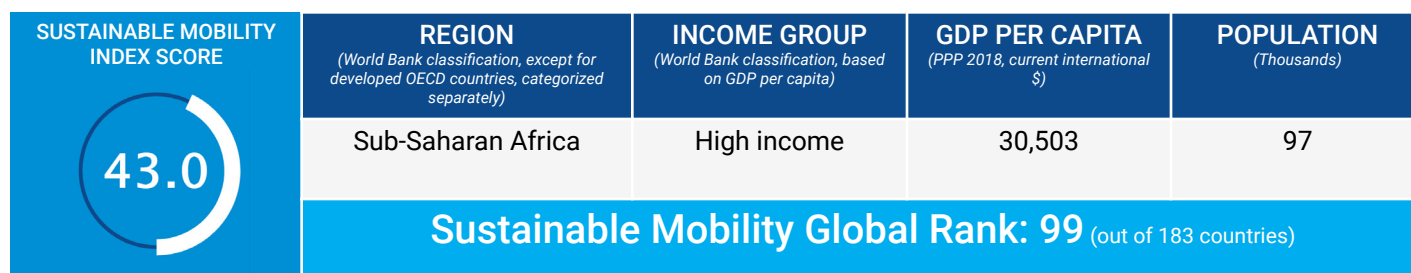 SUSTAINABLE MOBILITY
INDEX SCORE
43.0
REGION
(World Bank classification, except for
developed OECD countries, categorized
separately)
INCOME GROUP
(World Bank classification, based
on GDP per capita)
GDP PER CAPITA
(PPP 2018, current international
$)
POPULATION
(Thousands)
Sub-Saharan Africa
High income
30,503
97
Sustainable Mobility Global Rank: 99 (out of 183 countries)